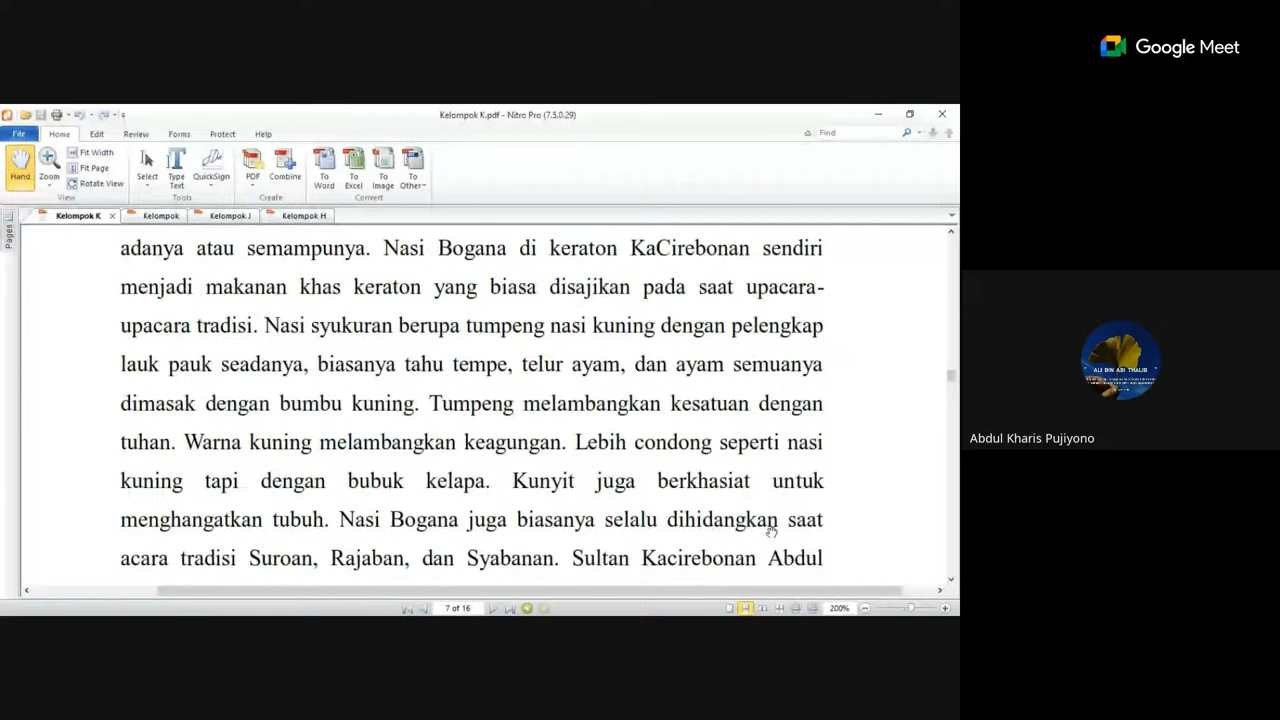 Google Meet
Kelompok K.pdf - Nitro Pro (7.5.0.29)
File Home Edit Review Forms Protect Help
Find
Hand
Zoom
Fit Width
Fit Page
Rotate View
View
Select
Type Text
QuickSign
Tools
PDF
Combine
Create
To Word
To Excel
To Image
To Other
Convert
Kelompok K
Kelompok
Kelompok J
Kelompok H
Pages
adanya atau semampunya. Nasi Bogana di keraton KaCirebonan sendiri
menjadi makanan khas keraton yang biasa disajikan pada saat upacara-
upacara tradisi. Nasi syukuran berupa tumpeng nasi kuning dengan pelengkap
lauk pauk seadanya, biasanya tahu tempe, telur ayam, dan ayam semuanya
dimasak dengan bumbu kuning. Tumpeng melambangkan kesatuan dengan
tuhan. Warna kuning melambangkan keagungan. Lebih condong seperti nasi
kuning tapi dengan bubuk kelapa. Kunyit juga berkhasiat untuk
menghangatkan tubuh. Nasi Bogana juga biasanya selalu dihidangkan saat
acara tradisi Suroan, Rajaban, dan Syabanan. Sultan Kacirebonan Abdul
7 of 16
200%
ALI BIN ABI THALIB
Abdul Kharis Pujiyono